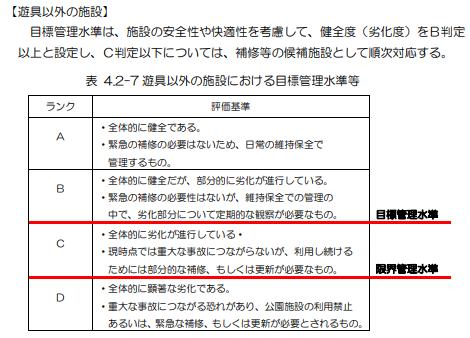 【遊具以外の施設】
目標管理水準は、施設の安全性や快適性を考慮して、健全度（劣化度）をＢ判定
以上と設定し、Ｃ判定以下については、補修等の候補施設として順次対応する。
表 4.2-7 遊具以外の施設における目標管理水準等
ランク 評価基準
A
・全体的に健全である。
・緊急の補修の必要はないため、日常の維持保全で
管理するもの。
B
・全体的に健全だが、部分的に劣化が進行している。
・緊急の補修の必要性はないが、維持保全での管理の
中で、劣化部分について定期的な観察が必要なもの。
目標管理水準
C
・全体的に劣化が進行している・
・現時点では重大な事故につながらないが、利用し続ける
ためには部分的な補修、もしくは更新が必要なもの。
限界管理水準
D
・全体的に顕著な劣化である。
・重大な事故につながる恐れがあり、公園施設の利用禁止
あるいは、緊急な補修、もしくは更新が必要とされるもの。